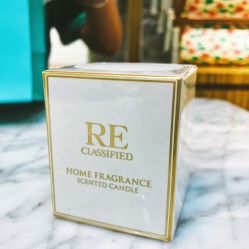 RE
CLASSIFIED
HOME FRAGRANCE
SCENTED CANDLE